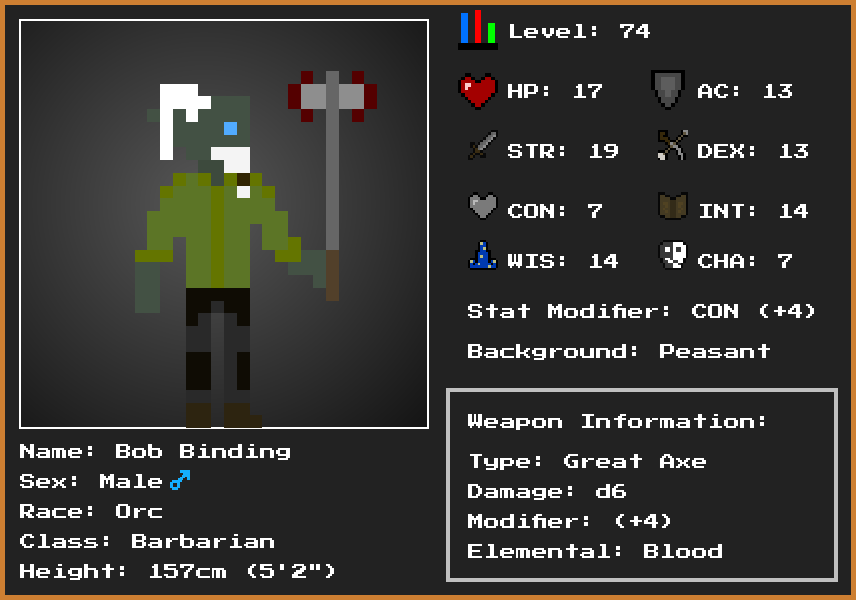 Level: 74
HP: 17 AC: 13
STR: 19 DEX: 13
CON: 7 INT: 14
WIS: 14 CHA: 7
Stat Modifier: CON (+4)
Background: Peasant
Weapon Information:
Type: Great Axe
Damage: d6
Modifier: (+4)
Elemental: Blood
Name: Bob Binding
Sex: Male ♂
Race: Orc
Class: Barbarian
Height: 157cm (5'2")